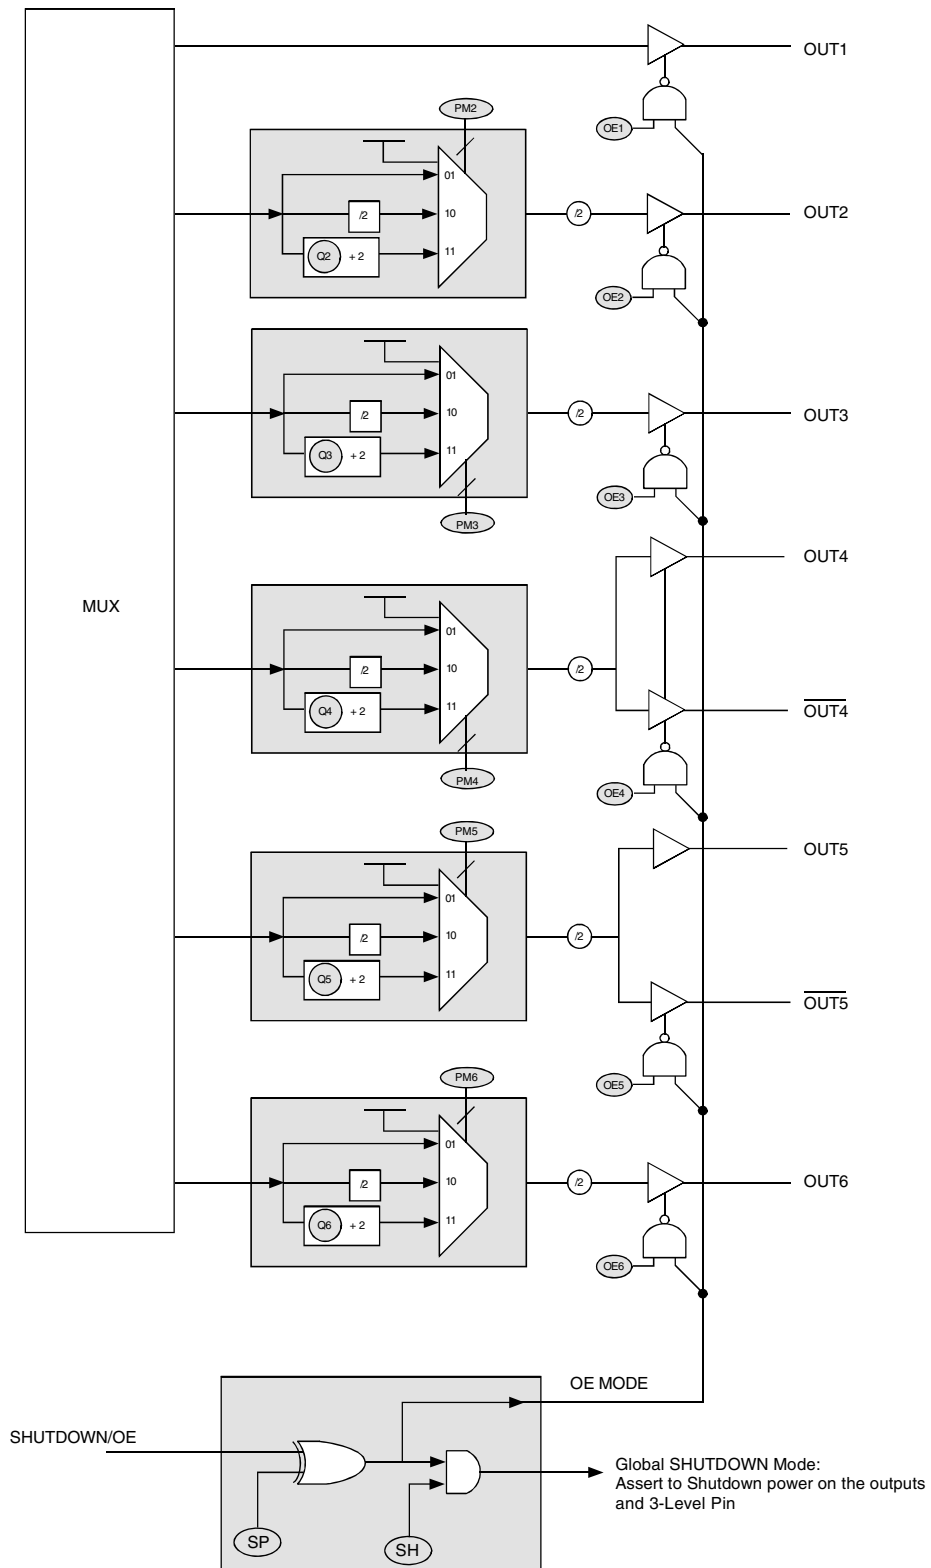 OUT1
OE1
PM2
01
/2
10
Q2 + 2
11
/2
OUT2
OE2
01
/2
10
Q3 + 2
11
PM3
/2
OUT3
OE3
MUX
01
/2
10
Q4 + 2
11
PM4
/2
OUT4
OUT4
OE4
PM5
01
/2
10
Q5 + 2
11
/2
OUT5
OUT5
OE5
PM6
01
/2
10
Q6 + 2
11
/2
OUT6
OE6
OE MODE
SHUTDOWN/OE
SP
SH
Global SHUTDOWN Mode:
Assert to Shutdown power on the outputs
and 3-Level Pin